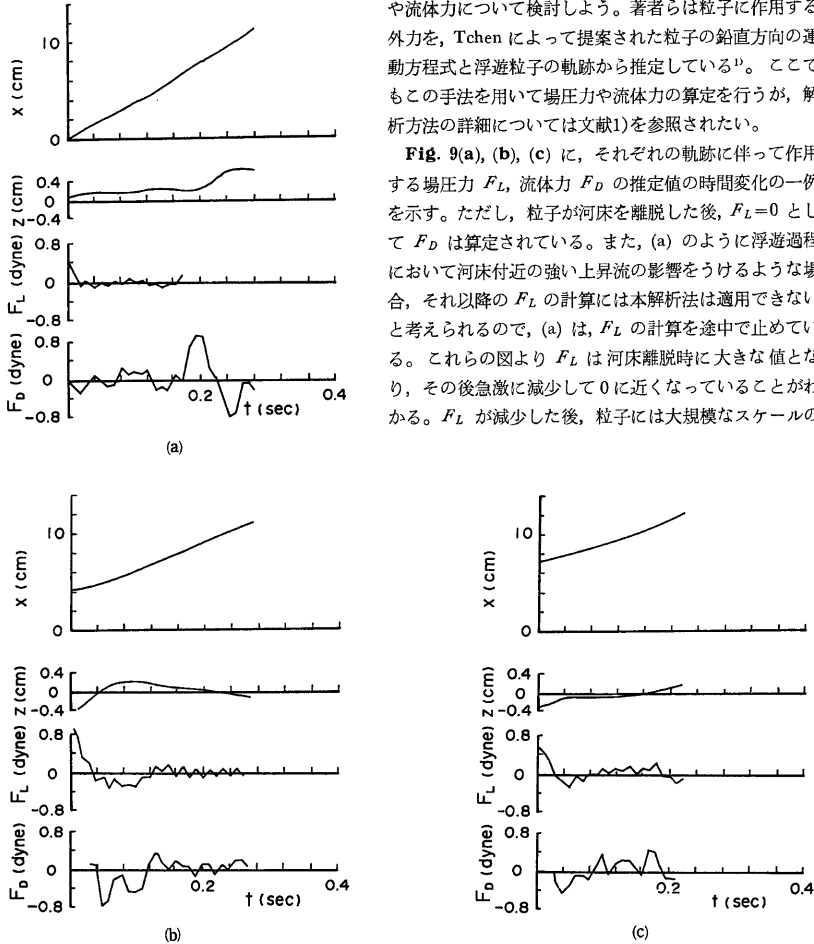 や流体力について検討しよう。著者らは粒子に作用する
外力を，Tchen によって提案された粒子の鉛直方向の運
動方程式と浮遊粒子の軌跡から推定している¹⁾。ここで
もこの手法を用いて場圧力や流体力の算定を行うが，解
析方法の詳細については文献1)を参照されたい。
Fig. 9(a), (b), (c) に，それぞれの軌跡に伴って作用
する場圧力 F_L, 流体力 F_D の推定値の時間変化の一例
を示す。ただし，粒子が河床を離脱した後，F_L=0 とし
て F_D は算定されている。また，(a) のように浮遊過程
において河床付近の強い上昇流の影響をうけるような場
合，それ以降の F_L の計算には本解析法は適用できない
と考えられるので，(a) は，F_L の計算を途中で止めてい
る。これらの図より F_L は河床離脱時に大きな値とな
り，その後急激に減少して0に近くなっていることがわ
かる。F_L が減少した後，粒子には大規模なスケールの
x (cm)
10
0
z (cm)
0.4
0
-0.4
F_L (dyne)
0.8
0
-0.8
F_D (dyne)
0.8
0
-0.8
0.2
0.4
t (sec)
(a)
x (cm)
10
0
z (cm)
0.4
0
-0.4
F_L (dyne)
0.8
0
-0.8
F_D (dyne)
0.8
0
-0.8
0.2
0.4
t (sec)
(b)
x (cm)
10
0
z (cm)
0.4
0
-0.4
F_L (dyne)
0.8
0
-0.8
F_D (dyne)
0.8
0
-0.8
0.2
0.4
t (sec)
(c)